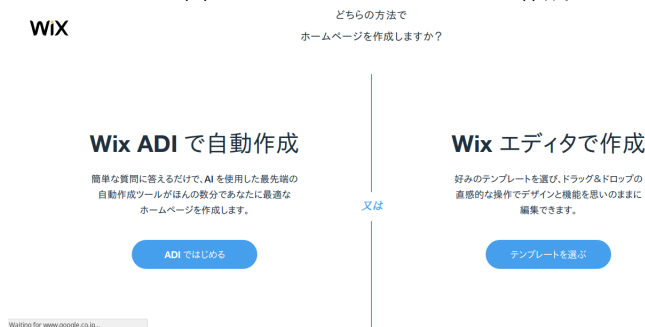 どちらの方法で
WiX
ホームページを作成しますか？
Wix ADI で自動作成
簡単な質問に答えるだけで、AI を使用した最先端の
自動作成ツールがほんの数分であなたに最適な
ホームページを作成します。
ADI ではじめる
又は
Wix エディタで作成
好みのテンプレートを選び、ドラッグ＆ドロップの
直感的な操作でデザインと機能を思いのままに
編集できます。
テンプレートを選ぶ
Waiting for www.google.co.jp...